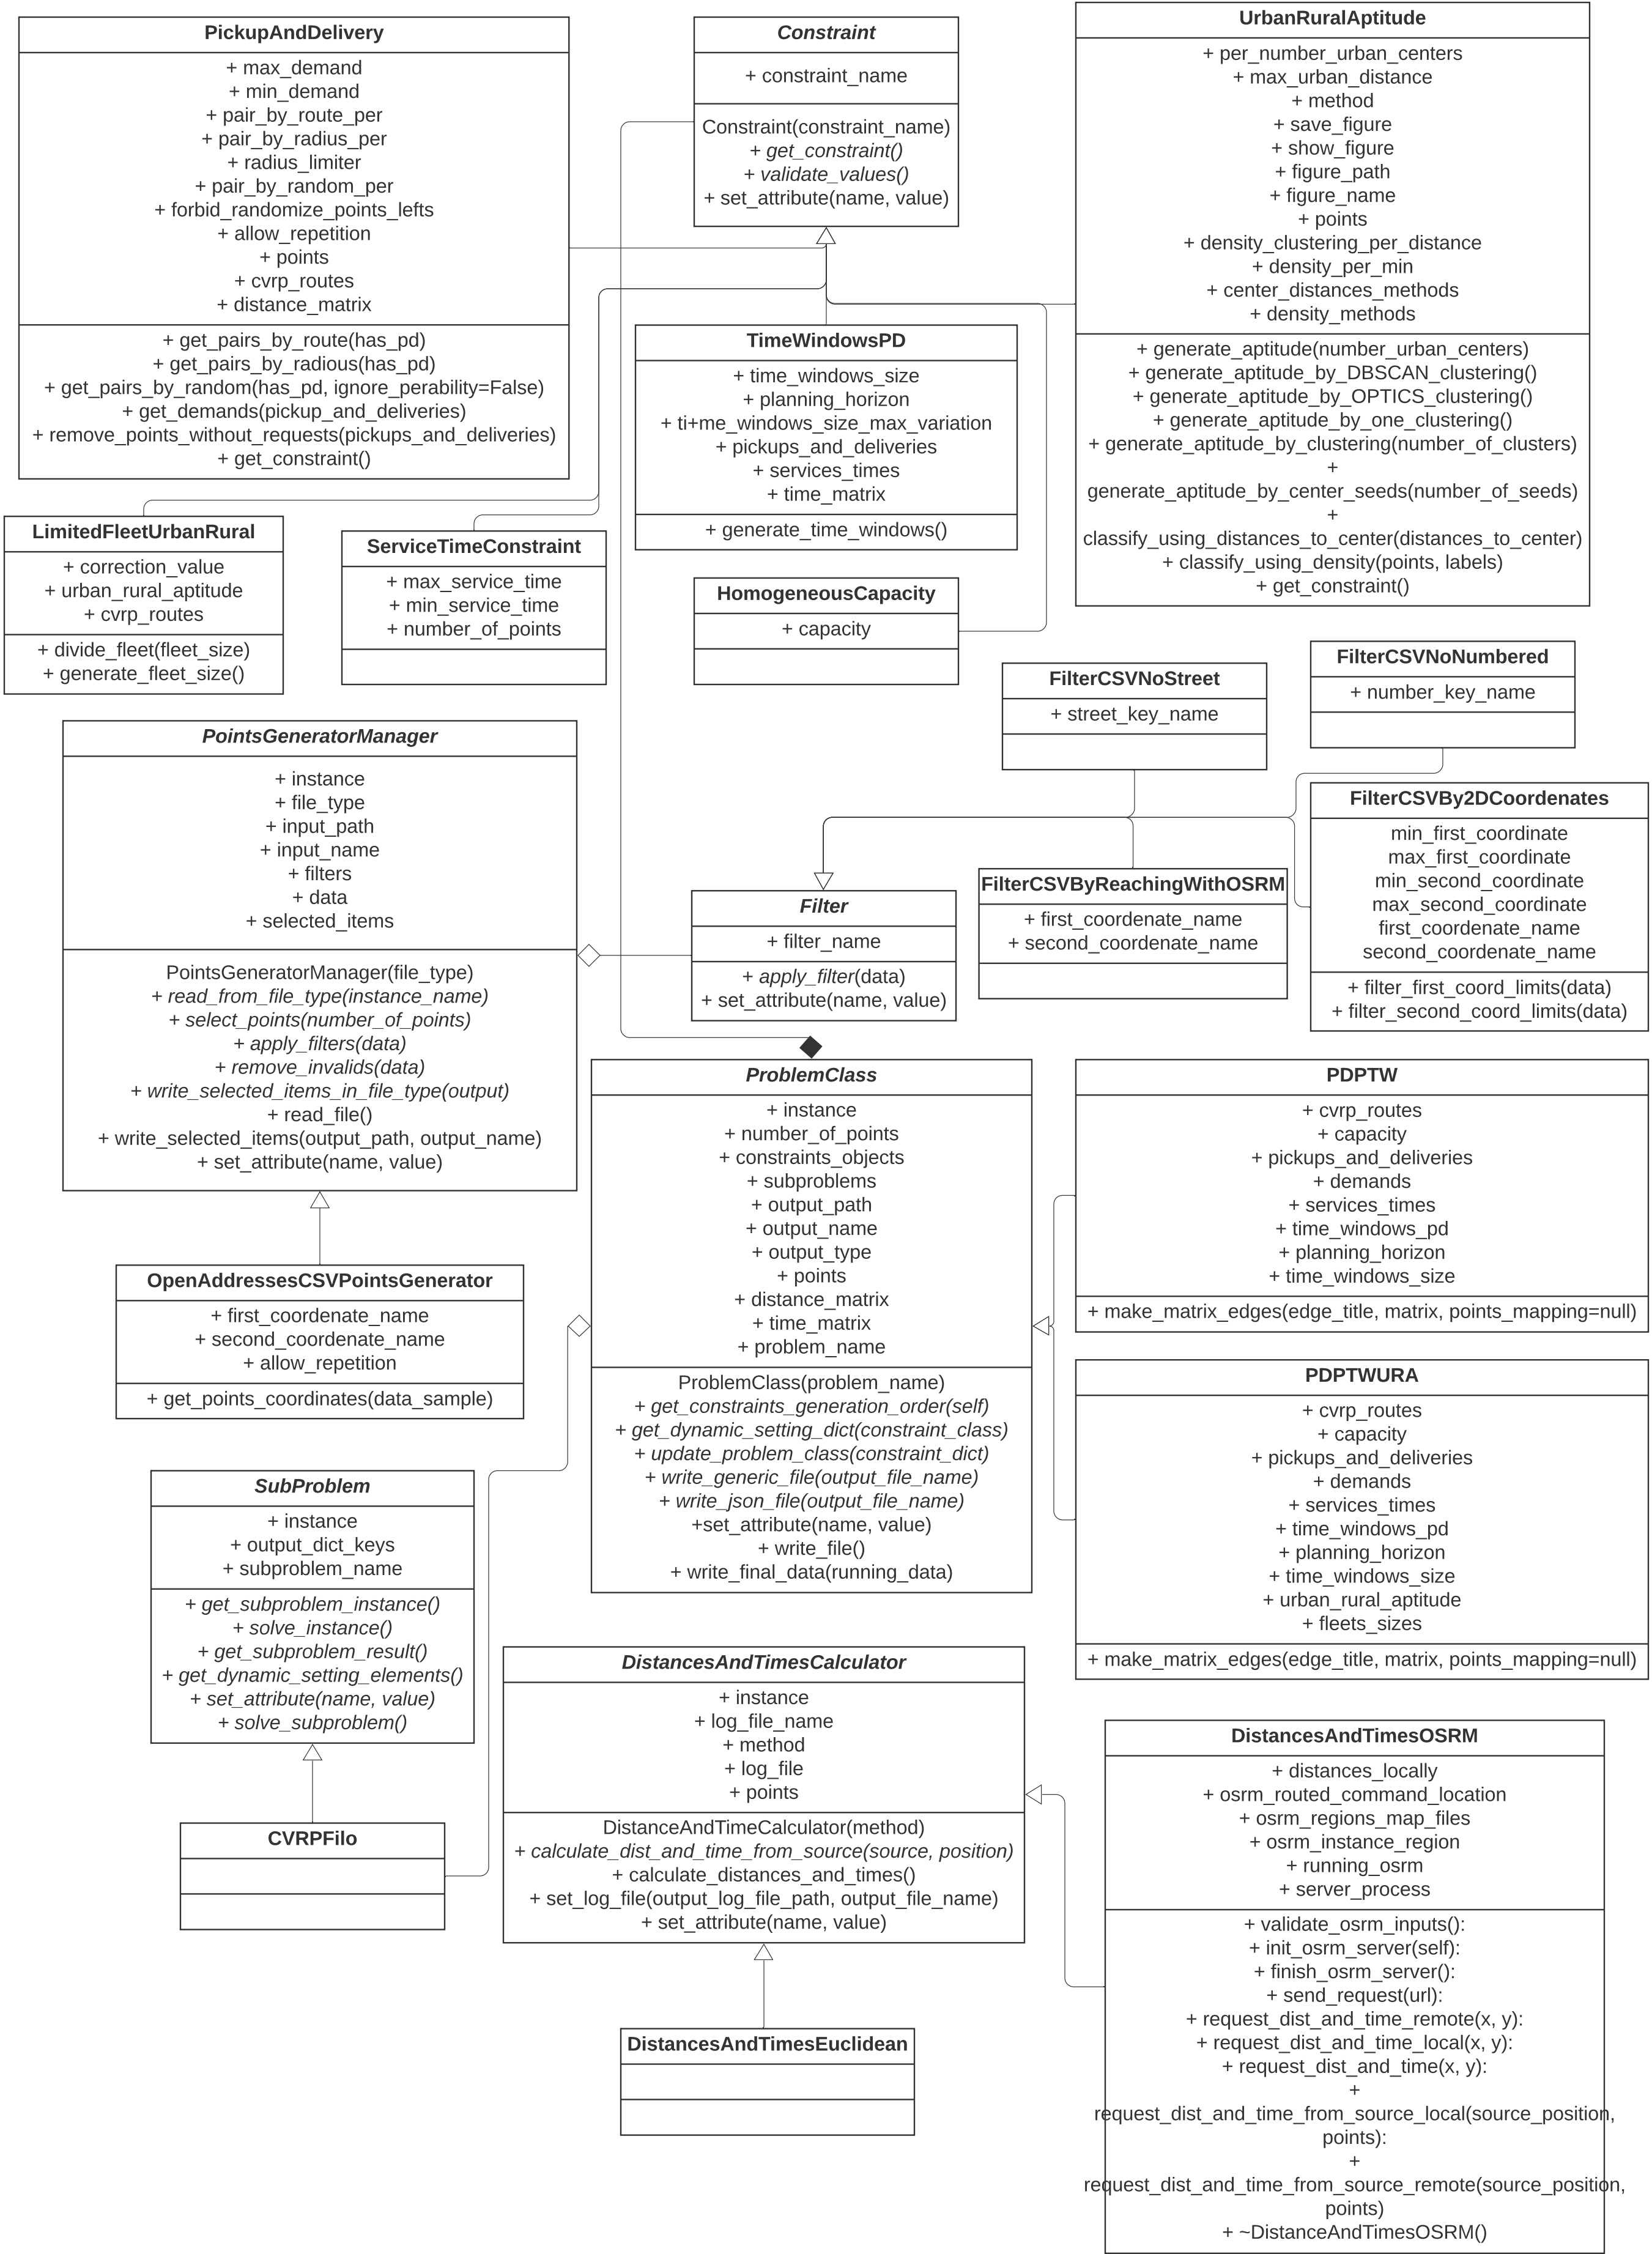 PickupAndDelivery
+ max_demand
+ min_demand
+ pair_by_route_per
+ pair_by_radius_per
+ radius_limiter
+ pair_by_random_per
+ forbid_randomize_points_lefts
+ allow_repetition
+ points
+ cvrp_routes
+ distance_matrix
+ get_pairs_by_route(has_pd)
+ get_pairs_by_radious(has_pd)
+ get_pairs_by_random(has_pd, ignore_perability=False)
+ get_demands(pickup_and_deliveries)
+ remove_points_without_requests(pickups_and_deliveries)
+ get_constraint()
Constraint
+ constraint_name
Constraint(constraint_name)
+ get_constraint()
+ validate_values()
+ set_attribute(name, value)
UrbanRuralAptitude
+ per_number_urban_centers
+ max_urban_distance
+ method
+ save_figure
+ show_figure
+ figure_path
+ figure_name
+ points
+ density_clustering_per_distance
+ density_per_min
+ center_distances_methods
+ density_methods
+ generate_aptitude(number_urban_centers)
+ generate_aptitude_by_DBSCAN_clustering()
+ generate_aptitude_by_OPTICS_clustering()
+ generate_aptitude_by_one_clustering()
+ generate_aptitude_by_clustering(number_of_clusters)
+
generate_aptitude_by_center_seeds(number_of_seeds)
+
classify_using_distances_to_center(distances_to_center)
+ classify_using_density(points, labels)
+ get_constraint()
TimeWindowsPD
+ time_windows_size
+ planning_horizon
+ ti+me_windows_size_max_variation
+ pickups_and_deliveries
+ services_times
+ time_matrix
+ generate_time_windows()
LimitedFleetUrbanRural
+ correction_value
+ urban_rural_aptitude
+ cvrp_routes
+ divide_fleet(fleet_size)
+ generate_fleet_size()
ServiceTimeConstraint
+ max_service_time
+ min_service_time
+ number_of_points
HomogeneousCapacity
+ capacity
FilterCSVNoStreet
+ street_key_name
FilterCSVNoNumbered
+ number_key_name
PointsGeneratorManager
+ instance
+ file_type
+ input_path
+ input_name
+ filters
+ data
+ selected_items
PointsGeneratorManager(file_type)
+ read_from_file_type(instance_name)
+ select_points(number_of_points)
+ apply_filters(data)
+ remove_invalids(data)
+ write_selected_items_in_file_type(output)
+ read_file()
+ write_selected_items(output_path, output_name)
+ set_attribute(name, value)
Filter
+ filter_name
+ apply_filter(data)
+ set_attribute(name, value)
FilterCSVByReachingWithOSRM
+ first_coordenate_name
+ second_coordenate_name
FilterCSVBy2DCoordenates
min_first_coordinate
max_first_coordinate
min_second_coordinate
max_second_coordinate
first_coordenate_name
second_coordenate_name
+ filter_first_coord_limits(data)
+ filter_second_coord_limits(data)
ProblemClass
+ instance
+ number_of_points
+ constraints_objects
+ subproblems
+ output_path
+ output_name
+ output_type
+ points
+ distance_matrix
+ time_matrix
+ problem_name
ProblemClass(problem_name)
+ get_constraints_generation_order(self)
+ get_dynamic_setting_dict(constraint_class)
+ update_problem_class(constraint_dict)
+ write_generic_file(output_file_name)
+ write_json_file(output_file_name)
+set_attribute(name, value)
+ write_file()
+ write_final_data(running_data)
PDPTW
+ cvrp_routes
+ capacity
+ pickups_and_deliveries
+ demands
+ services_times
+ time_windows_pd
+ planning_horizon
+ time_windows_size
+ make_matrix_edges(edge_title, matrix, points_mapping=null)
OpenAddressesCSVPointsGenerator
+ first_coordenate_name
+ second_coordenate_name
+ allow_repetition
+ get_points_coordinates(data_sample)
PDPTWURA
+ cvrp_routes
+ capacity
+ pickups_and_deliveries
+ demands
+ services_times
+ time_windows_pd
+ planning_horizon
+ time_windows_size
+ urban_rural_aptitude
+ fleets_sizes
+ make_matrix_edges(edge_title, matrix, points_mapping=null)
SubProblem
+ instance
+ output_dict_keys
+ subproblem_name
+ get_subproblem_instance()
+ solve_instance()
+ get_subproblem_result()
+ get_dynamic_setting_elements()
+ set_attribute(name, value)
+ solve_subproblem()
CVRPFilo
DistancesAndTimesCalculator
+ instance
+ log_file_name
+ method
+ log_file
+ points
DistanceAndTimeCalculator(method)
+ calculate_dist_and_time_from_source(source, position)
+ calculate_distances_and_times()
+ set_log_file(output_log_file_path, output_file_name)
+ set_attribute(name, value)
DistancesAndTimesEuclidean
DistancesAndTimesOSRM
+ distances_locally
+ osrm_routed_command_location
+ osrm_regions_map_files
+ osrm_instance_region
+ running_osrm
+ server_process
+ validate_osrm_inputs():
+ init_osrm_server(self):
+ finish_osrm_server():
+ send_request(url):
+ request_dist_and_time_remote(x, y):
+ request_dist_and_time_local(x, y):
+ request_dist_and_time(x, y):
+
request_dist_and_time_from_source_local(source_position,
points):
+
request_dist_and_time_from_source_remote(source_position,
points)
+ ~DistanceAndTimesOSRM()